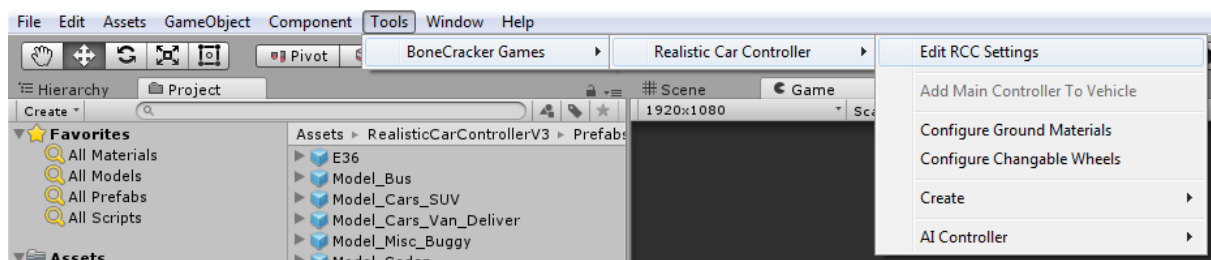 File Edit Assets GameObject Component Tools Window Help
Pivot
BoneCracker Games
Realistic Car Controller
Edit RCC Settings
Add Main Controller To Vehicle
Configure Ground Materials
Configure Changable Wheels
Create
AI Controller
Hierarchy Project
Create
Favorites
All Materials
All Models
All Prefabs
All Scripts
Assets
Assets RealisticCarControllerV3 Prefabs
E36
Model_Bus
Model_Cars_SUV
Model_Cars_Van_Deliver
Model_Misc_Buggy
Model_Sedan
Scene Game
1920x1080 Sca